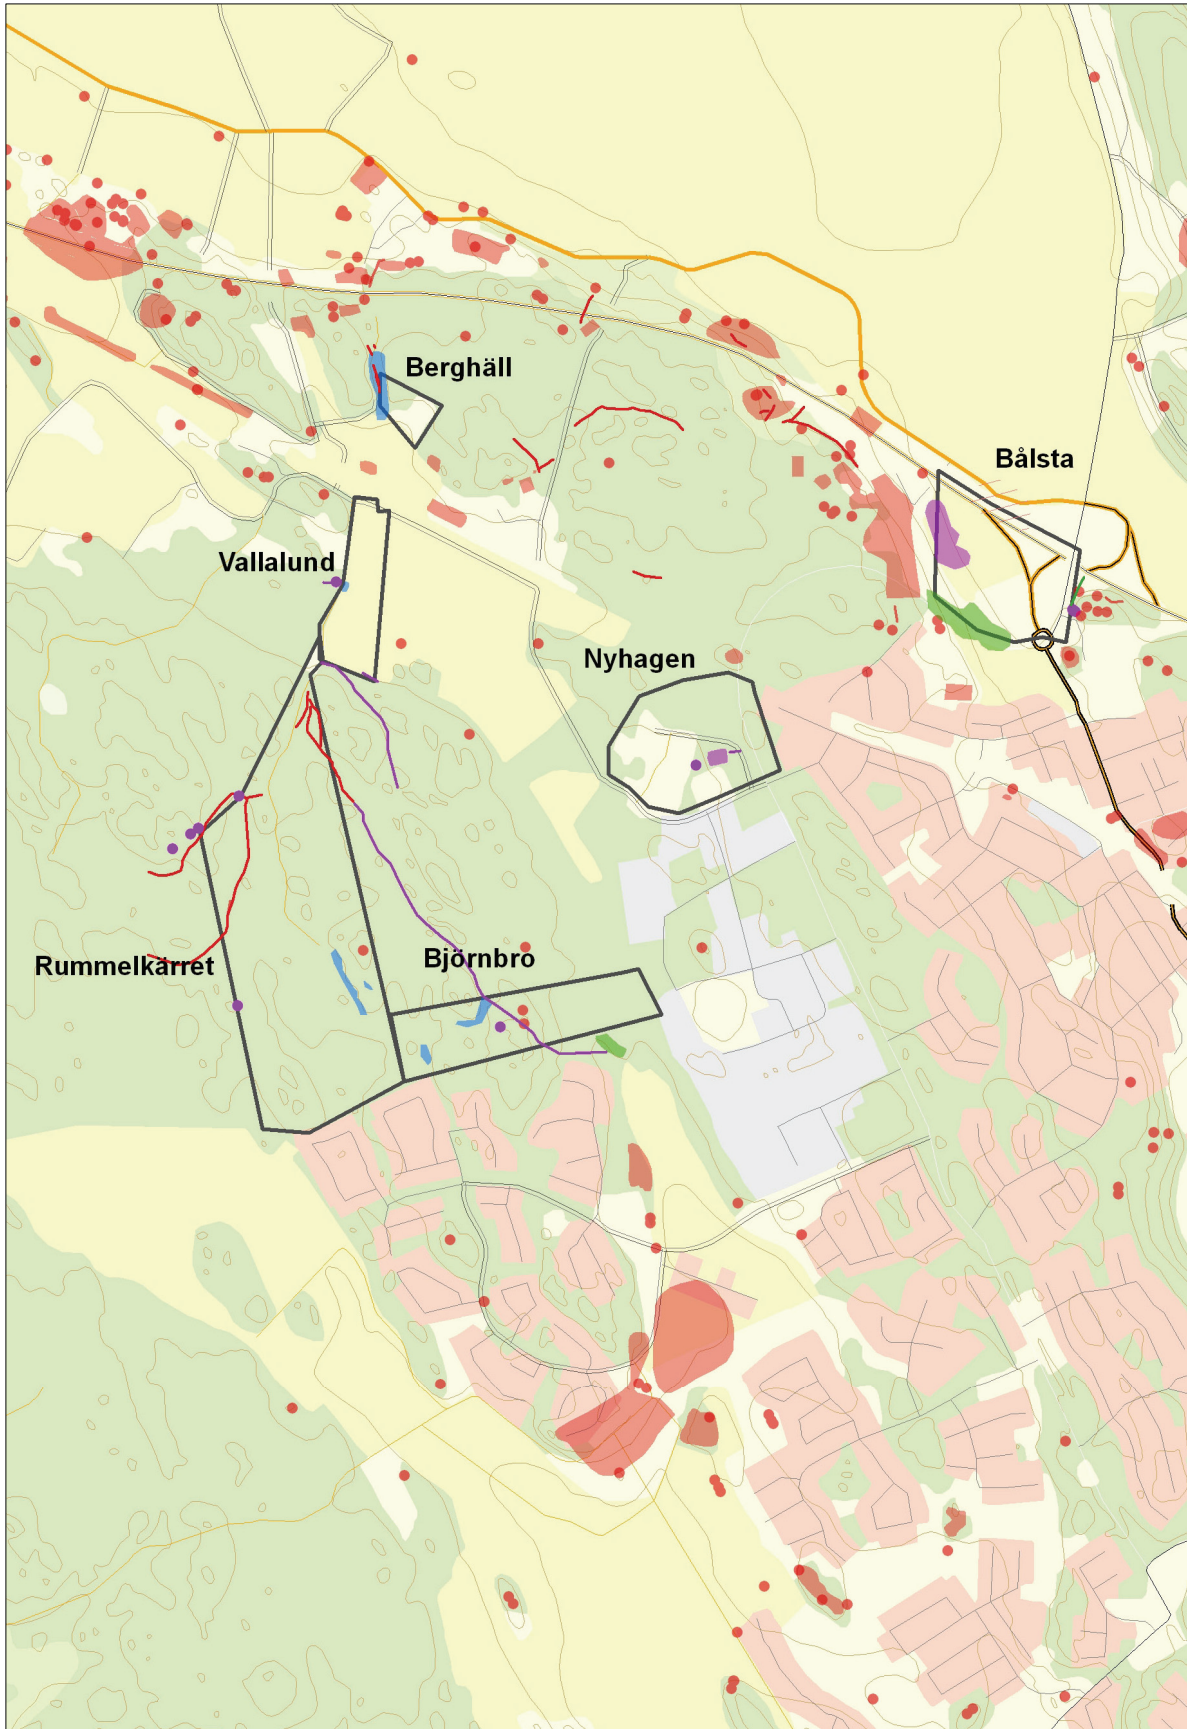 Berghäll
Bålsta
Vallalund
Nyhagen
Björnbro
Rummelkärret